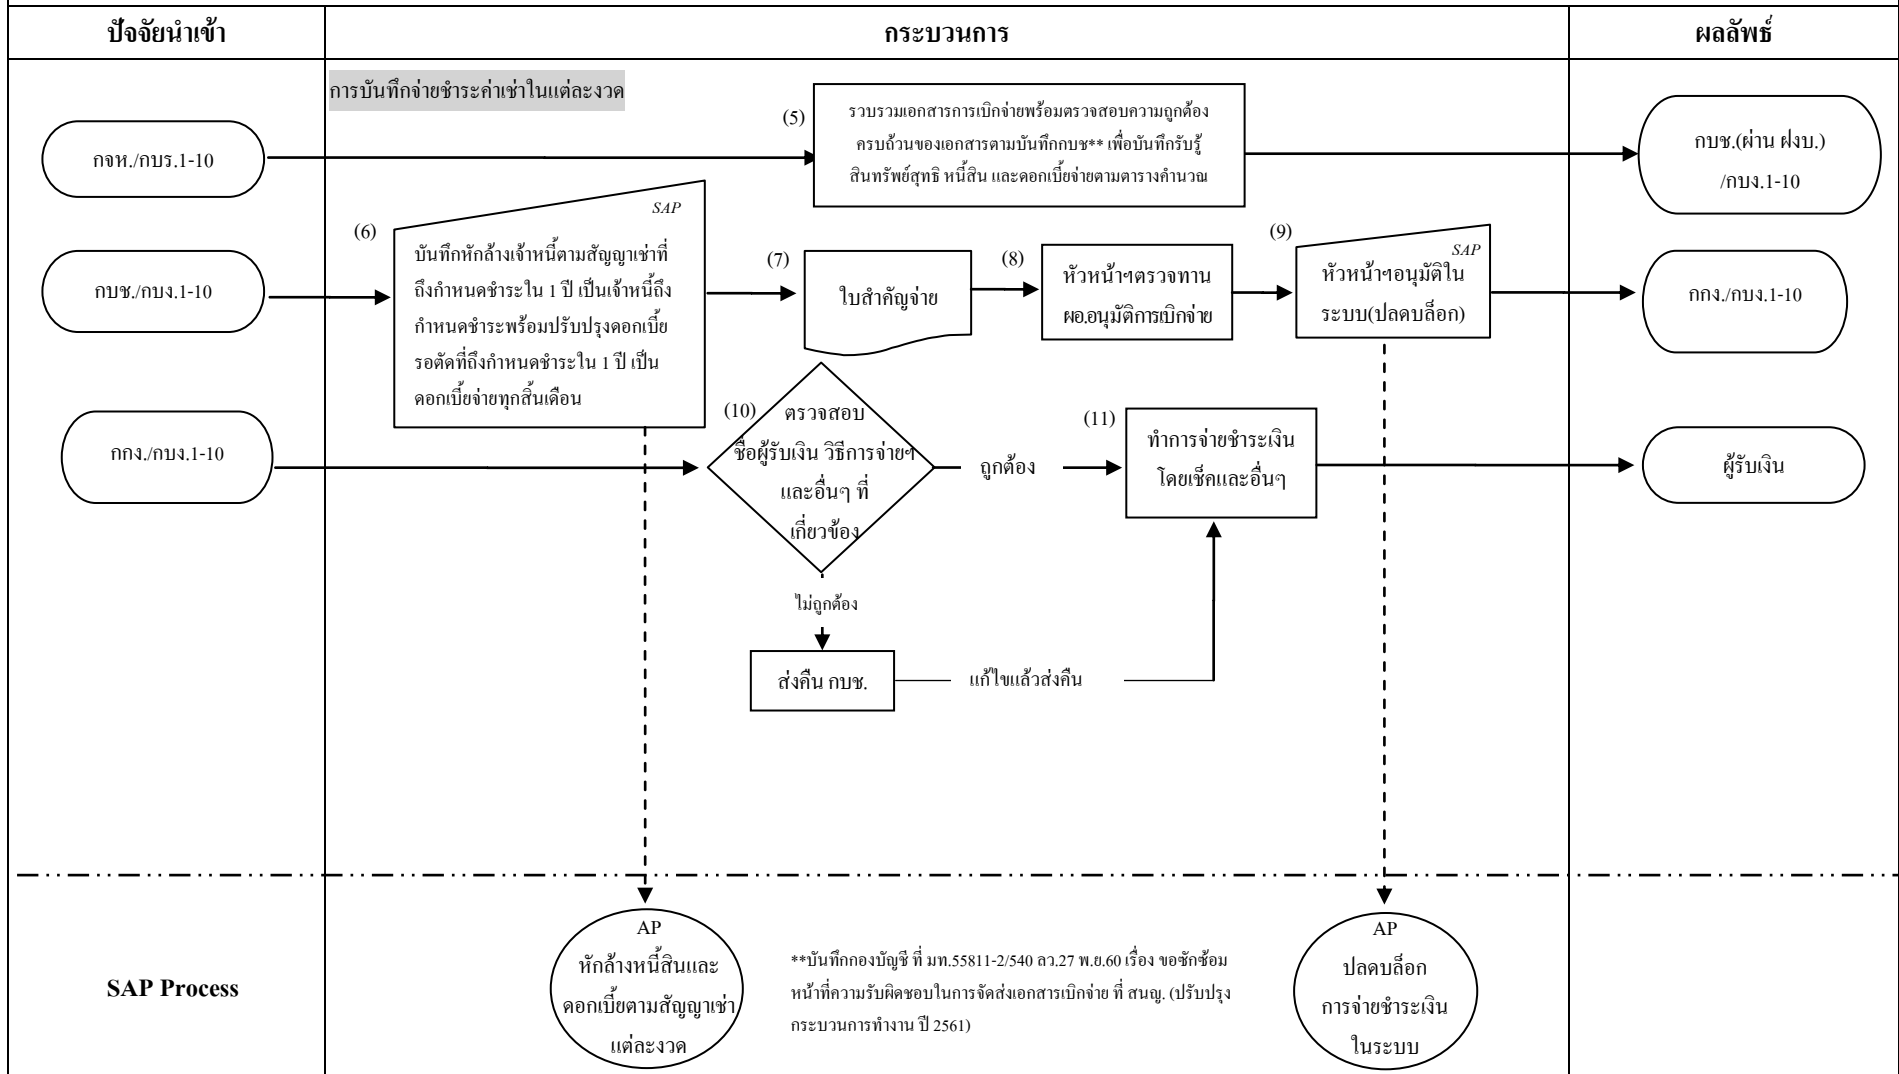 ปัจจัยนำเข้า
กระบวนการ
ผลลัพธ์
การบันทึกจ่ายชำระค่าเช่าในแต่ละงวด
กจห./กบร.1-10
(5)
รวบรวมเอกสารการเบิกจ่ายพร้อมตรวจสอบความถูกต้อง
ครบถ้วนของเอกสารตามบันทึกกบช** เพื่อบันทึกรับรู้
สินทรัพย์สุทธิ หนี้สิน และดอกเบี้ยจ่ายตามตารางคำนวณ
กบช.(ผ่าน ฝงบ.)
/กบง.1-10
กบช./กบง.1-10
(6)
SAP
บันทึกหักล้างเจ้าหนี้ตามสัญญาเช่าที่
ถึงกำหนดชำระใน 1 ปี เป็นเจ้าหนี้ถึง
กำหนดชำระพร้อมปรับปรุงดอกเบี้ย
รอตัดที่ถึงกำหนดชำระใน 1 ปี เป็น
ดอกเบี้ยจ่ายทุกสิ้นเดือน
(7)
ใบสำคัญจ่าย
(8)
หัวหน้าฯตรวจทาน
ผอ.อนุมัติการเบิกจ่าย
(9)
SAP
หัวหน้าฯอนุมัติใน
ระบบ(ปลดบล็อก)
กกง./กบง.1-10
กกง./กบง.1-10
(10)
ตรวจสอบ
ชื่อผู้รับเงิน วิธีการจ่ายฯ
และอื่นๆ ที่
เกี่ยวข้อง
ถูกต้อง
(11)
ทำการจ่ายชำระเงิน
โดยเช็คและอื่นๆ
ผู้รับเงิน
ไม่ถูกต้อง
ส่งคืน กบช.
แก้ไขแล้วส่งคืน
SAP Process
AP
หักล้างหนี้สินและ
ดอกเบี้ยตามสัญญาเช่า
แต่ละงวด
**บันทึกกองบัญชี ที่ มท.55811-2/540 ลว.27 พ.ย.60 เรื่อง ขอซักซ้อม
หน้าที่ความรับผิดชอบในการจัดส่งเอกสารเบิกจ่าย ที่ สนญ. (ปรับปรุง
กระบวนการทำงาน ปี 2561)
AP
ปลดบล็อก
การจ่ายชำระเงิน
ในระบบ